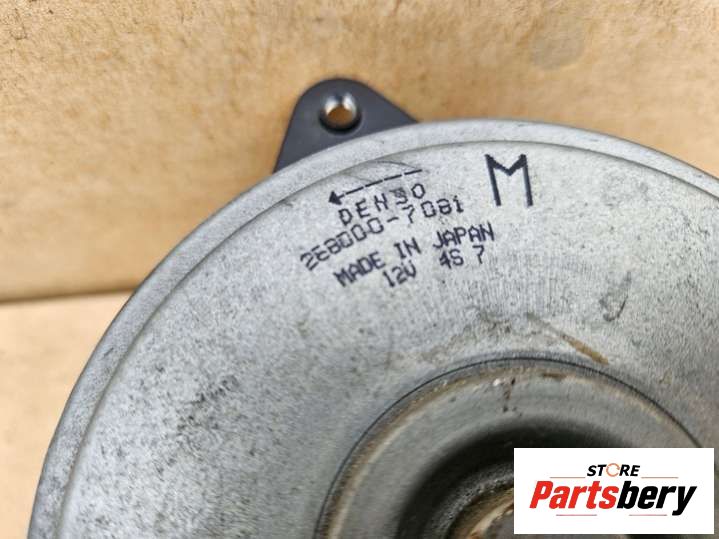 DENSO
M
268000-7081
MADE IN JAPAN
12V 4S 7
STORE
Partsbery